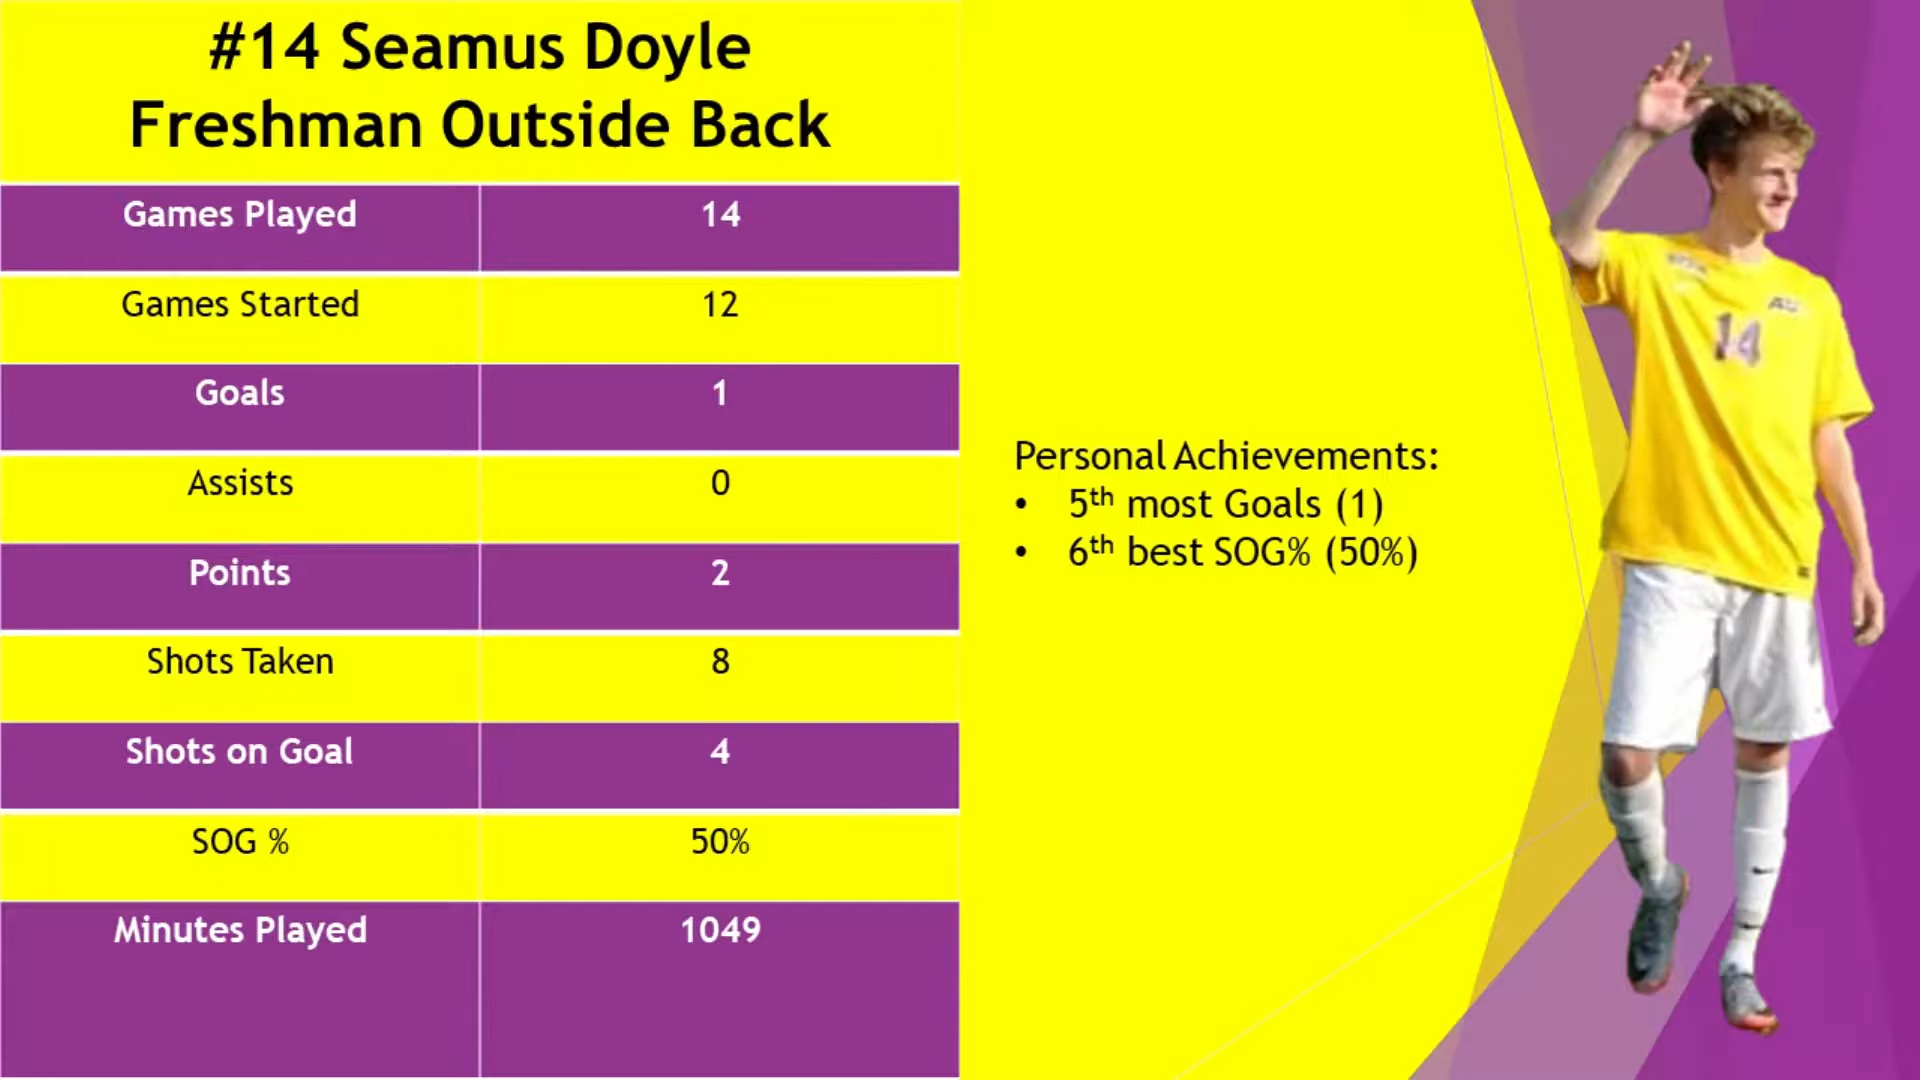 #14 Seamus Doyle
Freshman Outside Back
Games Played 14
Games Started 12
Goals 1
Assists 0
Points 2
Shots Taken 8
Shots on Goal 4
SOG % 50%
Minutes Played 1049
Personal Achievements:
• 5th most Goals (1)
• 6th best SOG% (50%)
14